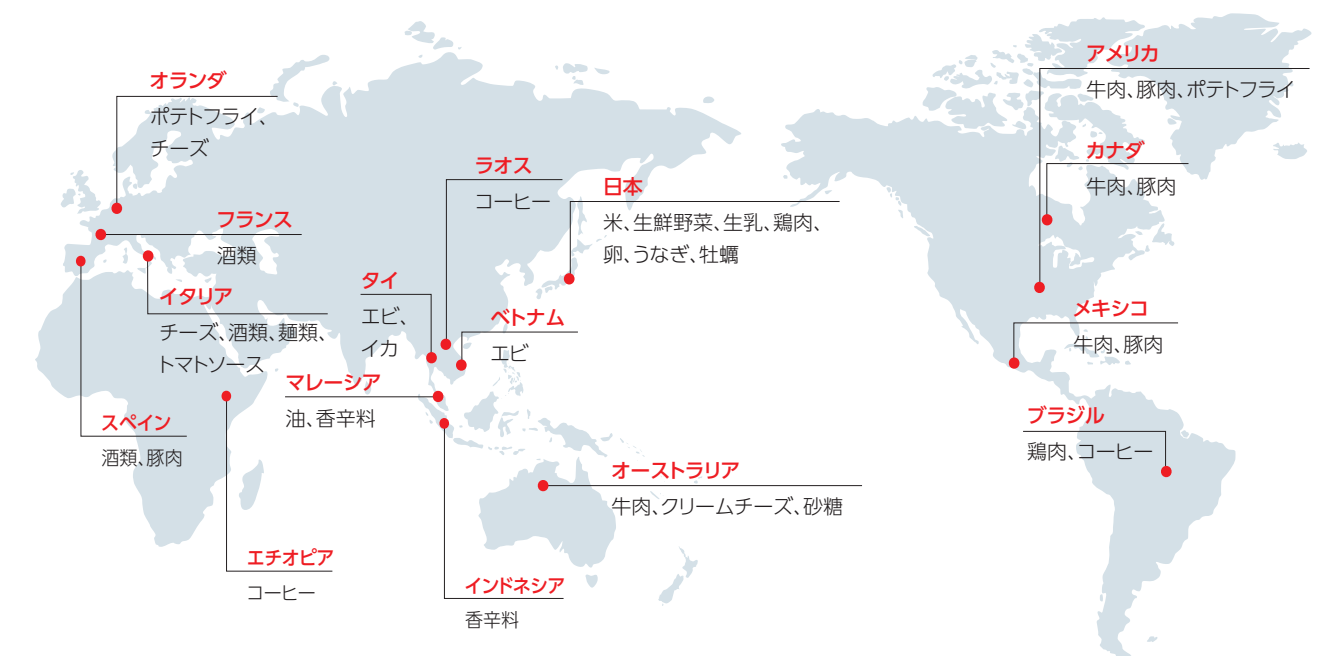 オランダ
ポテトフライ、
チーズ
フランス
酒類
イタリア
チーズ、酒類、麺類、
トマトソース
スペイン
酒類、豚肉
エチオピア
コーヒー
ラオス
コーヒー
日本
米、生鮮野菜、生乳、鶏肉、
卵、うなぎ、牡蠣
タイ
エビ、
イカ
ベトナム
エビ
マレーシア
油、香辛料
オーストラリア
牛肉、クリームチーズ、砂糖
インドネシア
香辛料
アメリカ
牛肉、豚肉、ポテトフライ
カナダ
牛肉、豚肉
メキシコ
牛肉、豚肉
ブラジル
鶏肉、コーヒー